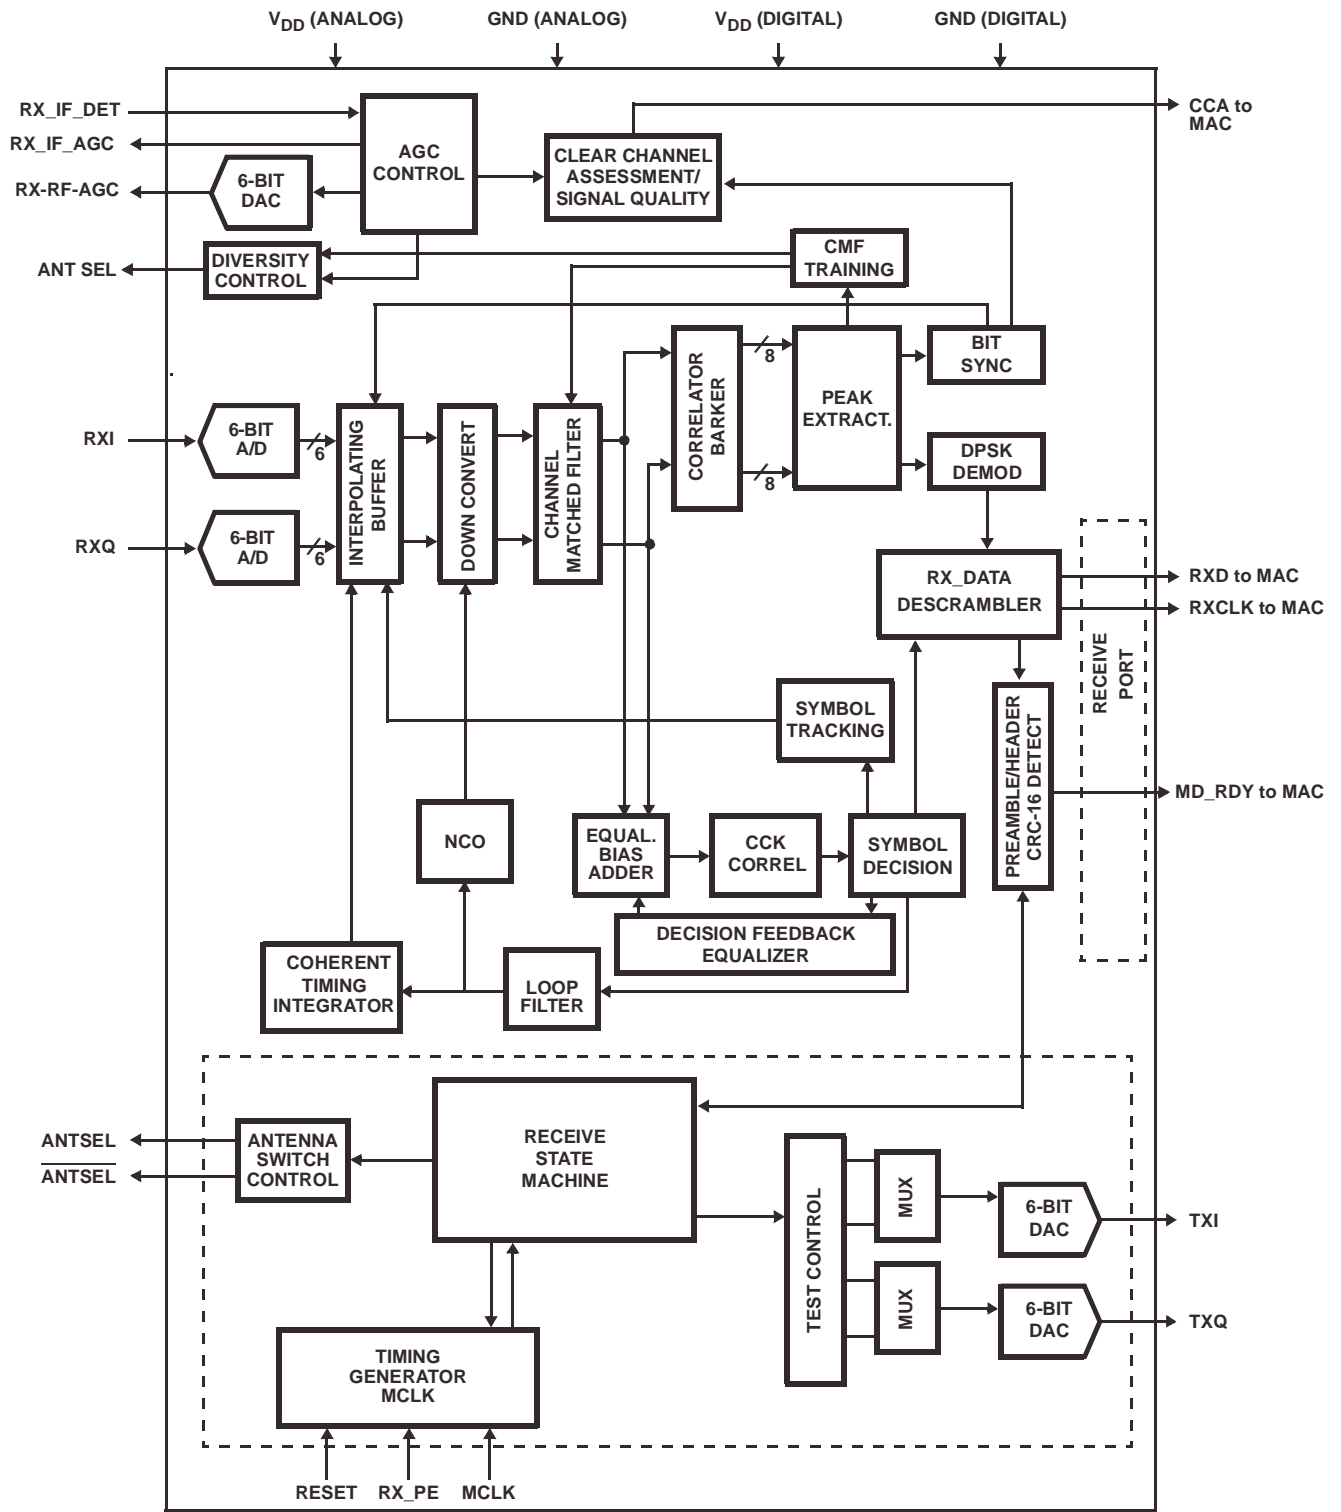 VDD (ANALOG)
GND (ANALOG)
VDD (DIGITAL)
GND (DIGITAL)
RX_IF_DET
RX_IF_AGC
RX-RF-AGC
6-BIT
DAC
AGC
CONTROL
CLEAR CHANNEL
ASSESSMENT/
SIGNAL QUALITY
CCA to
MAC
ANT SEL
DIVERSITY
CONTROL
CMF
TRAINING
RXI
6-BIT
A/D
6
RXQ
6-BIT
A/D
6
INTERPOLATING
BUFFER
DOWN CONVERT
CHANNEL
MATCHED FILTER
CORRELATOR
BARKER
8
8
PEAK
EXTRACT.
BIT
SYNC
DPSK
DEMOD
RX_DATA
DESCRAMBLER
RXD to MAC
RXCLK to MAC
RECEIVE
PORT
SYMBOL
TRACKING
PREAMBLE/HEADER
CRC-16 DETECT
MD_RDY to MAC
NCO
EQUAL.
BIAS
ADDER
CCK
CORREL
SYMBOL
DECISION
DECISION FEEDBACK
EQUALIZER
COHERENT
TIMING
INTEGRATOR
LOOP
FILTER
ANTSEL
ANTSEL
ANTENNA
SWITCH
CONTROL
RECEIVE
STATE
MACHINE
TEST CONTROL
MUX
6-BIT
DAC
TXI
MUX
6-BIT
DAC
TXQ
TIMING
GENERATOR
MCLK
RESET
RX_PE
MCLK